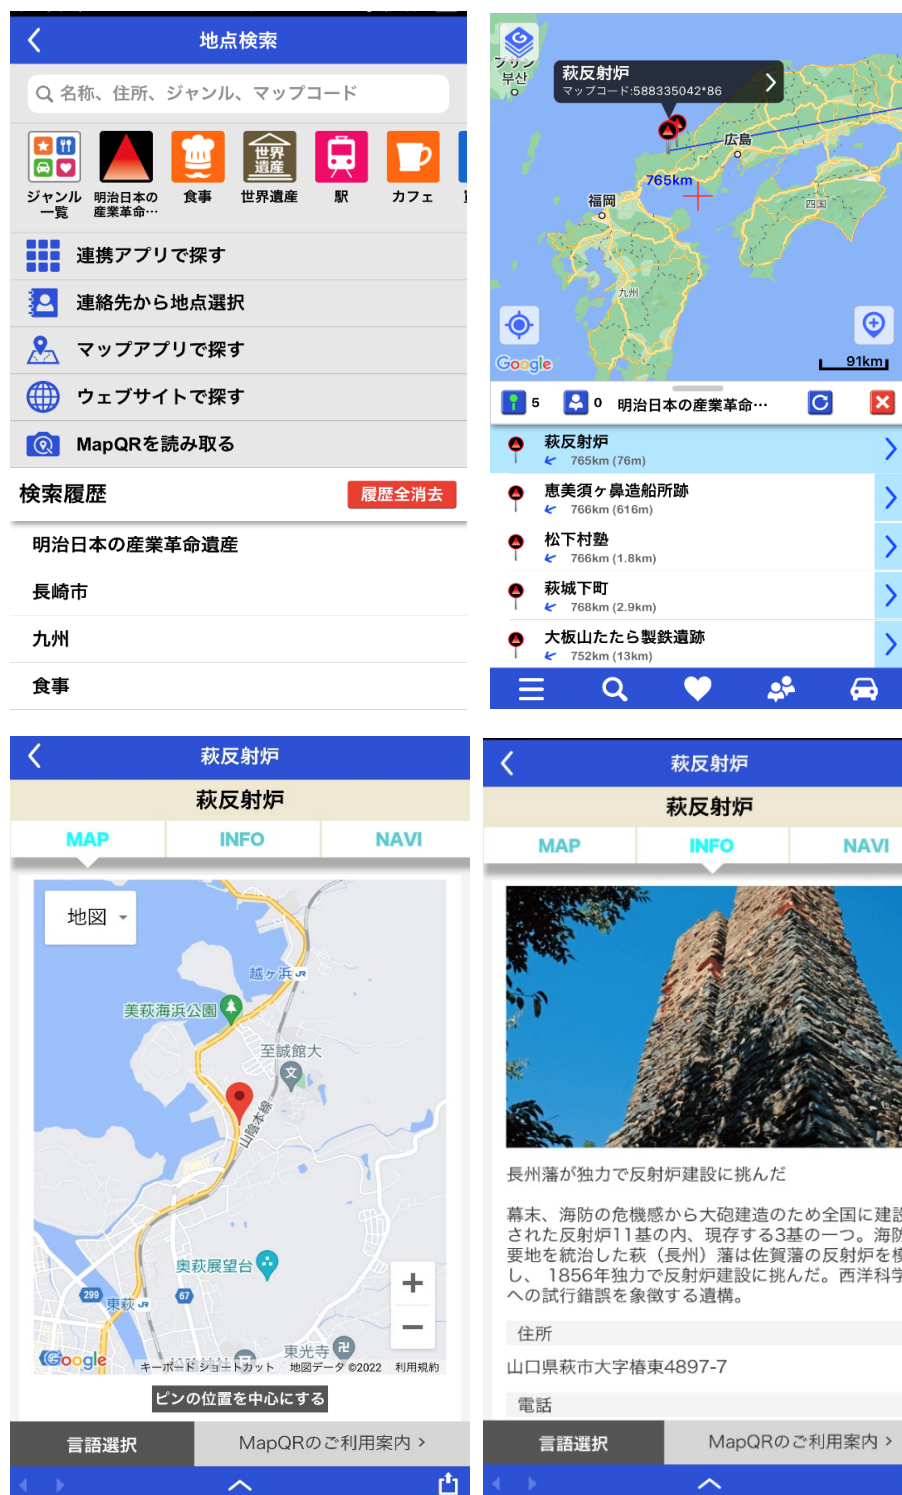 地点検索
名称、住所、ジャンル、マップコード
ジャンル
一覧
明治日本の
産業革命…
食事
世界
遺産
世界遺産
駅
カフェ
連携アプリで探す
連絡先から地点選択
マップアプリで探す
ウェブサイトで探す
MapQRを読み取る
検索履歴
履歴全消去
明治日本の産業革命遺産
長崎市
九州
食事
부산
萩反射炉
マップコード:588335042*86
広島
765km
福岡
四国
九州
Google
91km
5
0
明治日本の産業革命…
萩反射炉
765km (76m)
恵美須ヶ鼻造船所跡
766km (616m)
松下村塾
766km (1.8km)
萩城下町
768km (2.9km)
大板山たたら製鉄遺跡
752km (13km)
萩反射炉
萩反射炉
MAP
INFO
NAVI
地図
越ヶ浜 JR
美萩海浜公園
至誠館大
文
山陰本線
奥萩展望台
299
東萩 JR
67
東光寺
Google
キーボード ショートカット
地図データ ©2022
利用規約
ピンの位置を中心にする
言語選択
MapQRのご利用案内 >
萩反射炉
萩反射炉
MAP
INFO
NAVI
長州藩が独力で反射炉建設に挑んだ
幕末、海防の危機感から大砲建造のため全国に建設
された反射炉11基の内、現存する3基の一つ。海防
要地を統治した萩（長州）藩は佐賀藩の反射炉を模
し、 1856年独力で反射炉建設に挑んだ。西洋科学
への試行錯誤を象徴する遺構。
住所
山口県萩市大字椿東4897-7
電話
言語選択
MapQRのご利用案内 >